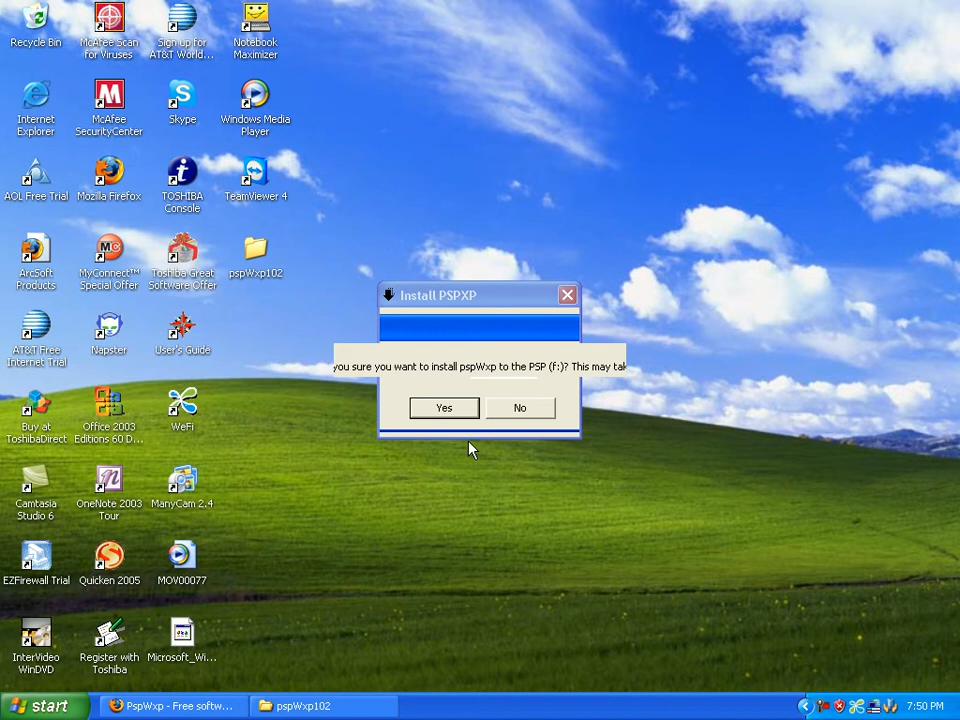 Recycle Bin
McAfee Scan
for Viruses
Sign up for
AT&T World...
Notebook
Maximizer
Internet
Explorer
McAfee
SecurityCenter
Skype
Windows Media
Player
AOL Free Trial
Mozilla Firefox
TOSHIBA
Console
TeamViewer 4
ArcSoft
Products
MyConnect™
Special Offer
Toshiba Great
Software Offer
pspWxp102
Install PSPXP
you sure you want to install pspWxp to the PSP (f:)? This may tak
Yes
No
AT&T Free
Internet Trial
Napster
User's Guide
Buy at
ToshibaDirect
Office 2003
Editions 60 D...
WeFi
Camtasia
Studio 6
OneNote 2003
Tour
ManyCam 2.4
EZFirewall Trial
Quicken 2005
MOV00077
InterVideo
WinDVD
Register with
Toshiba
Microsoft_Wi...
start
PspWxp - Free softw...
pspWxp102
7:50 PM